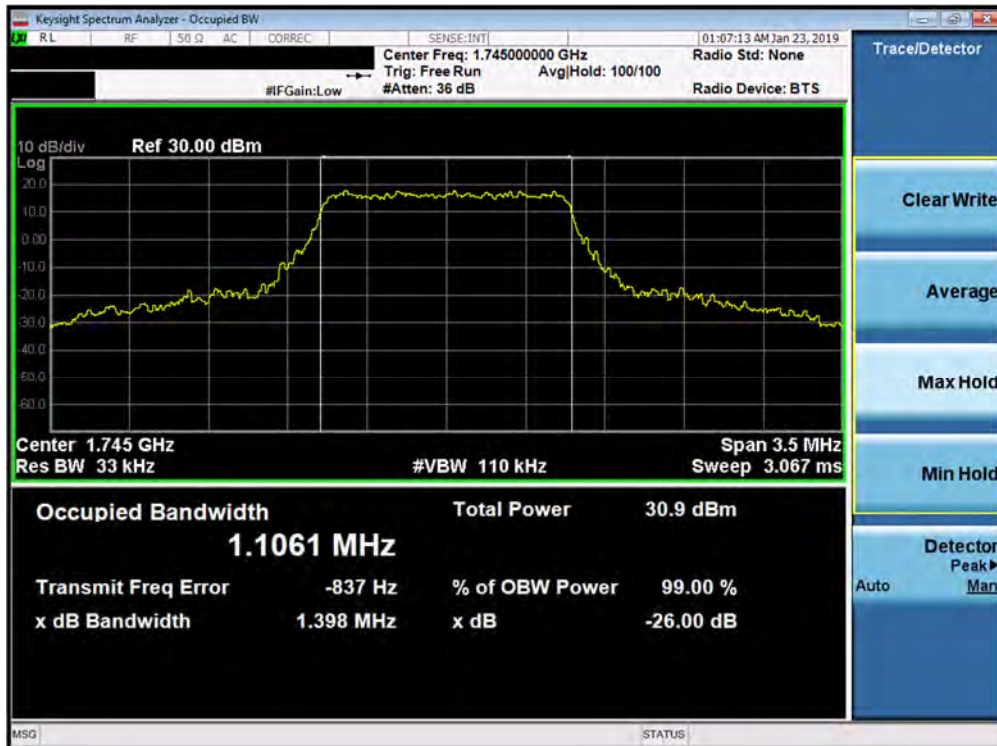 Keysight Spectrum Analyzer - Occupied BW
RL RF 50 Ω AC CORREC SENSE:INT 01:07:13 AM Jan 23, 2019
Center Freq: 1.745000000 GHz Radio Std: None
Trig: Free Run Avg|Hold: 100/100
#IFGain:Low #Atten: 36 dB Radio Device: BTS
10 dB/div Ref 30.00 dBm
Log
20.0
10.0
0.00
-10.0
-20.0
-30.0
-40.0
-50.0
-60.0
Center 1.745 GHz Span 3.5 MHz
Res BW 33 kHz #VBW 110 kHz Sweep 3.067 ms
Occupied Bandwidth Total Power 30.9 dBm
1.1061 MHz
Transmit Freq Error -837 Hz % of OBW Power 99.00 %
x dB Bandwidth 1.398 MHz x dB -26.00 dB
MSG STATUS
Trace/Detector
Clear Write
Average
Max Hold
Min Hold
Detector
Peak▶
Auto Man